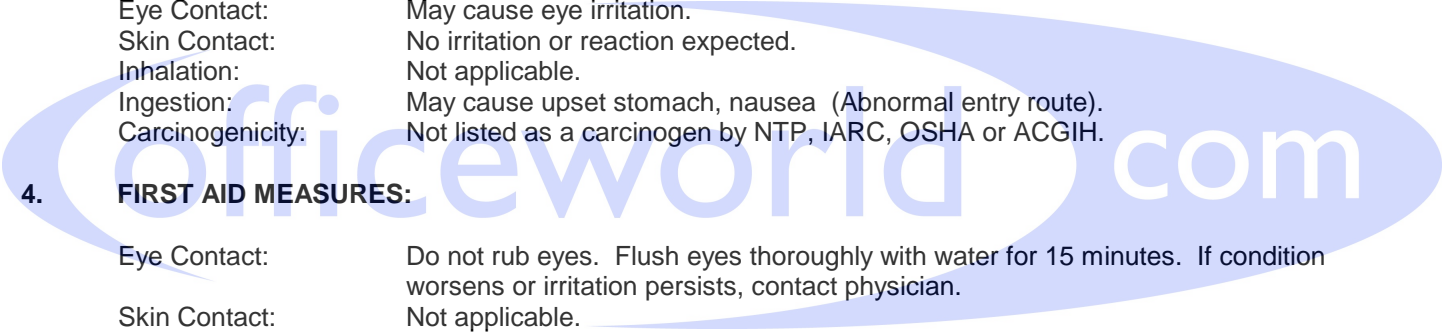 Eye Contact: May cause eye irritation.
Skin Contact: No irritation or reaction expected.
Inhalation: Not applicable.
Ingestion: May cause upset stomach, nausea (Abnormal entry route).
Carcinogenicity: Not listed as a carcinogen by NTP, IARC, OSHA or ACGIH.
officeworld com
4. FIRST AID MEASURES:
Eye Contact: Do not rub eyes. Flush eyes thoroughly with water for 15 minutes. If condition
worsens or irritation persists, contact physician.
Skin Contact: Not applicable.